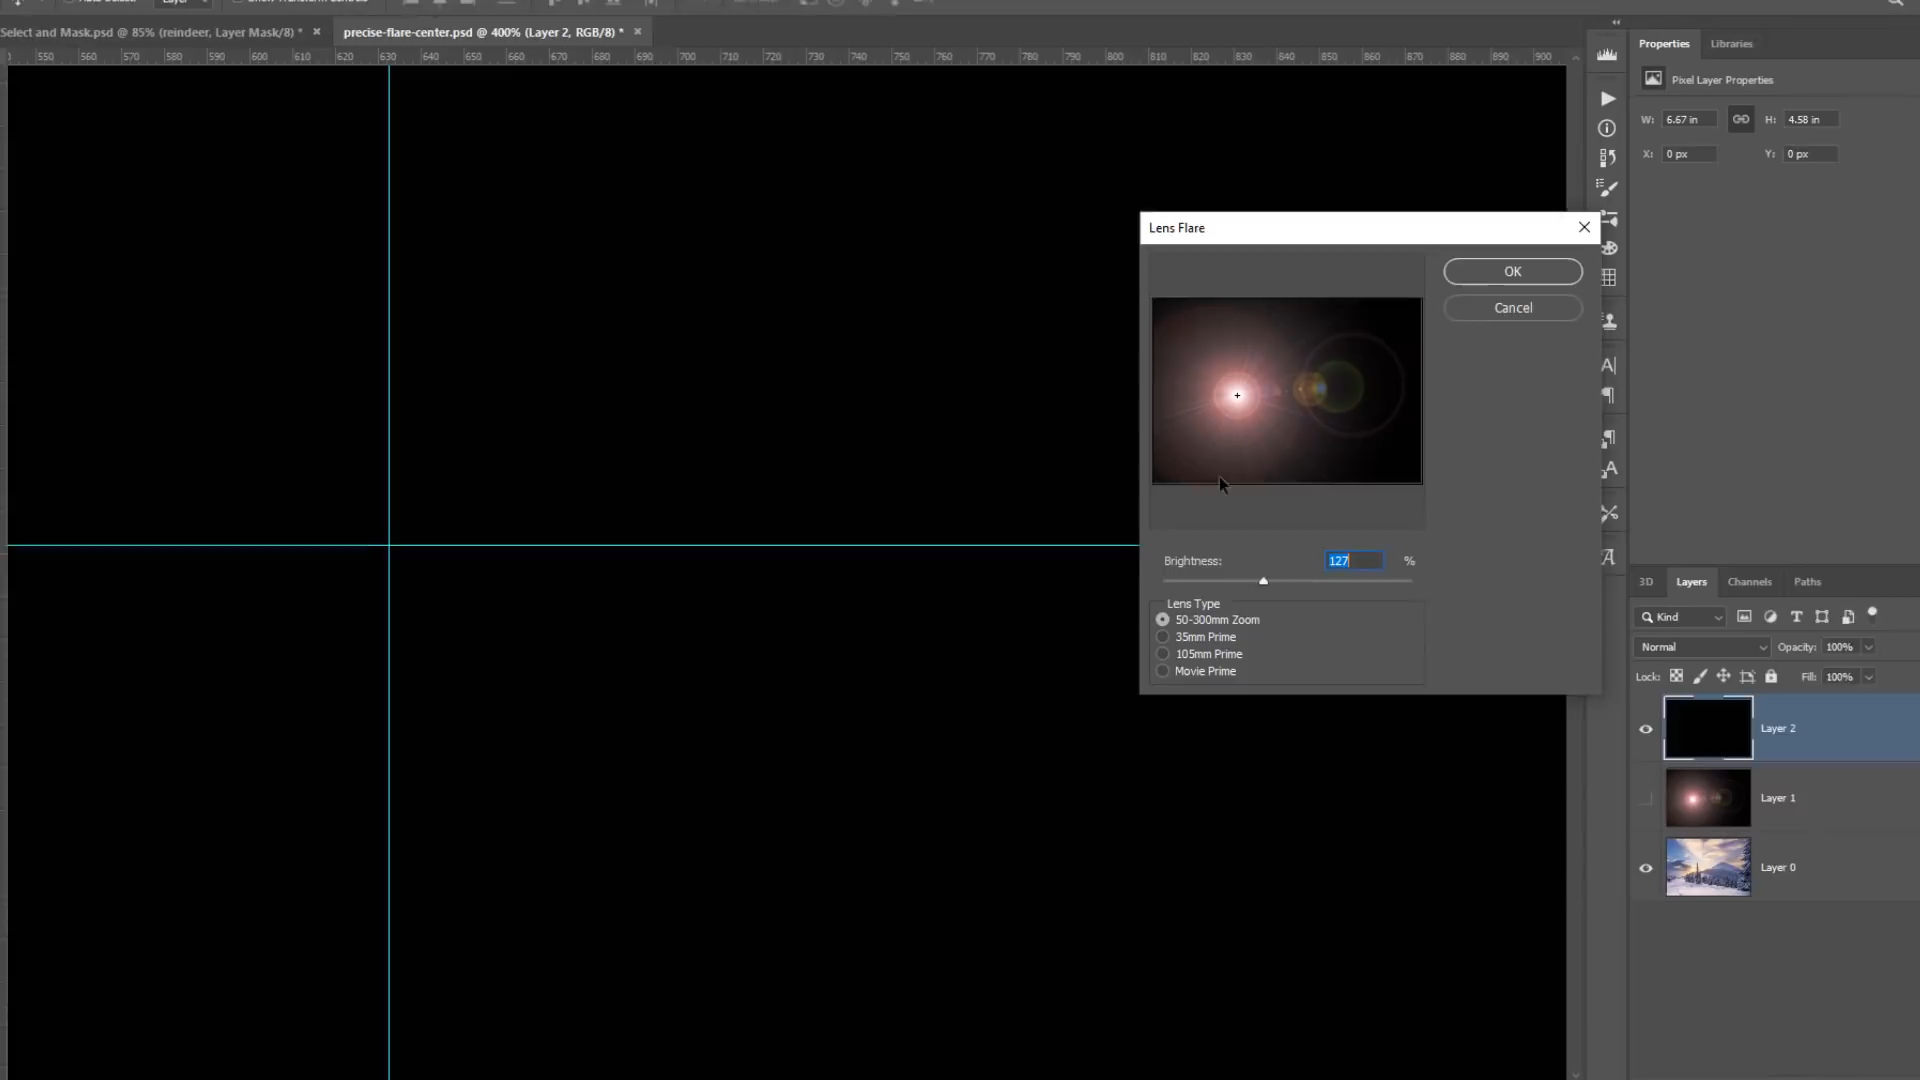 Select and Mask.psd @ 85% (reindeer, Layer Mask/8) * ×
precise-flare-center.psd @ 400% (Layer 2, RGB/8) * ×
550 560 570 580 590 600 610 620 630 640 650 660 670 680 690 700 710 720 730 740 750 760 770 780 790 800 810 820 830 840 850 860 870 880 890 900
Properties Libraries
Pixel Layer Properties
W: 6.67 in H: 4.58 in
X: 0 px Y: 0 px
Lens Flare
OK
Cancel
Brightness: 127 %
Lens Type
50-300mm Zoom
35mm Prime
105mm Prime
Movie Prime
3D Layers Channels Paths
Kind
Normal Opacity: 100%
Lock: Fill: 100%
Layer 2
Layer 1
Layer 0